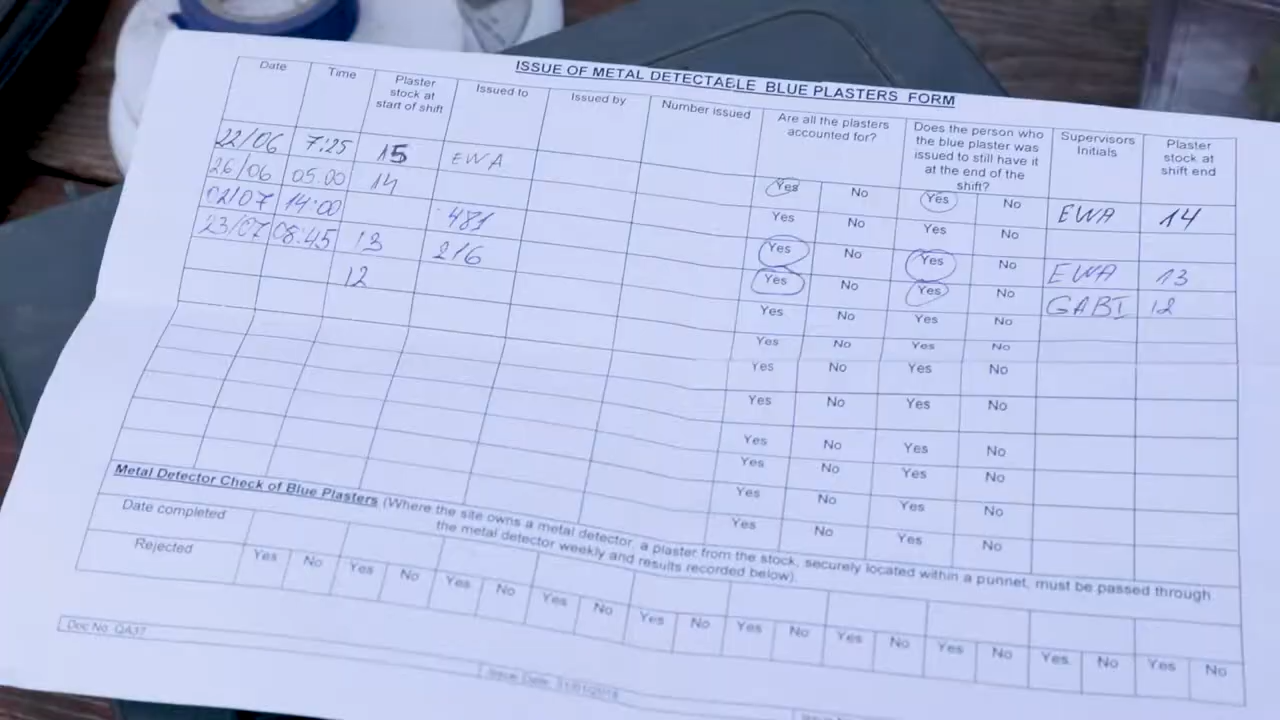 ISSUE OF METAL DETECTABLE BLUE PLASTERS FORM
Date Time Plaster stock at start of shift Issued to Issued by Number issued Are all the plasters accounted for? Does the person who the blue plaster was issued to still have it at the end of the shift? Supervisors Initials Plaster stock at shift end
22/06 7:25 15 EWA Yes No Yes No EWA 14
26/06 05.00 14 Yes No Yes No
02/07 14:00 481 Yes No Yes No EWA 13
23/07 08:45 13 216 Yes No Yes No GABI 12
12 Yes No Yes No
Yes No Yes No
Yes No Yes No
Yes No Yes No
Yes No Yes No
Yes No Yes No
Yes No Yes No
Yes No Yes No
Metal Detector Check of Blue Plasters (Where the site owns a metal detector, a plaster from the stock, securely located within a punnet, must be passed through
the metal detector weekly and results recorded below).
Date completed
Rejected Yes No Yes No Yes No Yes No Yes No Yes No Yes No Yes No Yes No Yes No
Doc No. QA37
Issue Date: